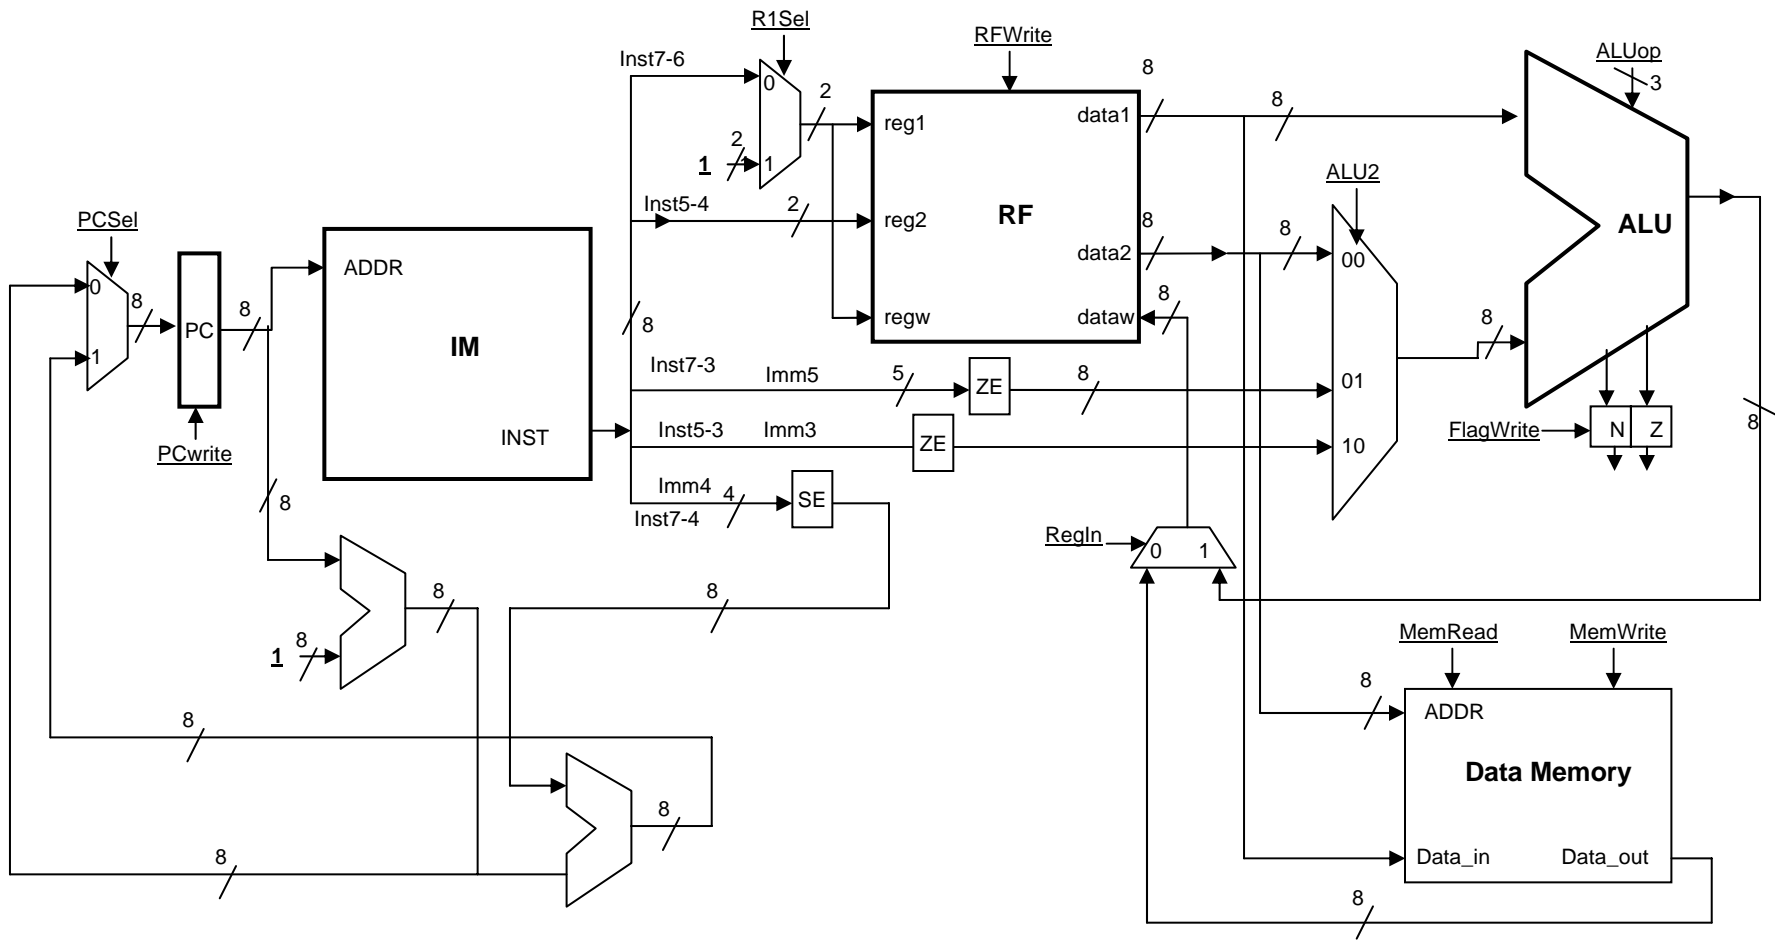 R1Sel
RFWrite
ALUop
3
Inst7-6
0
2
8
8
reg1
data1
2
1
1
ALU2
Inst5-4
2
reg2
RF
8
data2
8
00
ALU
PCSel
0
8
PC
8
ADDR
IM
8
regw
dataw
8
8
1
Inst7-3
Imm5
5
ZE
8
01
8
PCwrite
INST
Inst5-3
Imm3
ZE
10
FlagWrite
N
Z
8
Imm4
4
SE
Inst7-4
RegIn
0
1
8
8
1
8
MemRead
MemWrite
8
ADDR
8
Data Memory
8
8
Data_in
Data_out
8